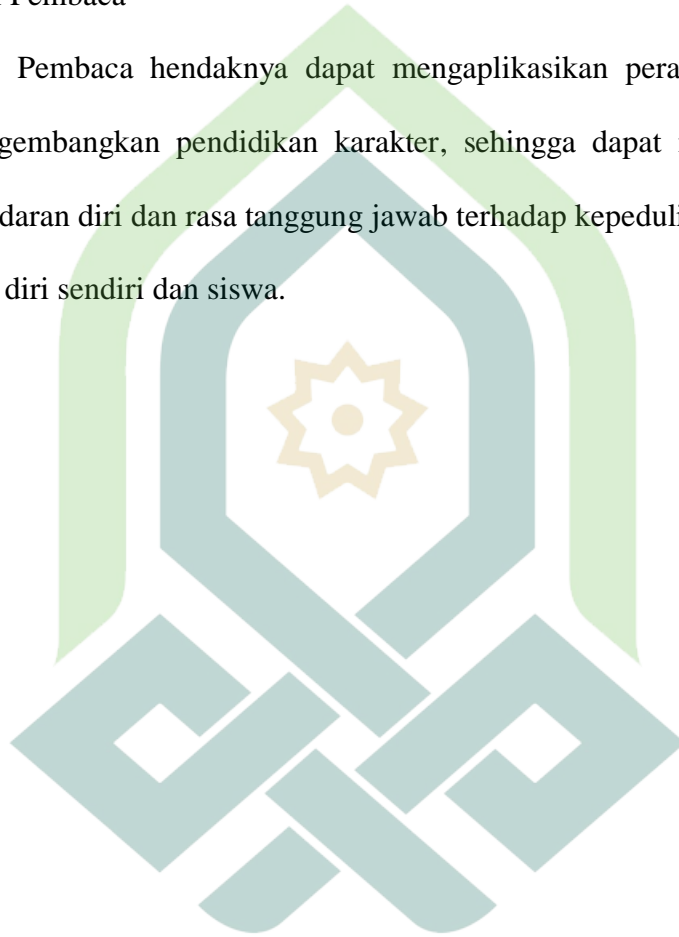 Pembaca
Pembaca hendaknya dapat mengaplikasikan pera
gembangkan pendidikan karakter, sehingga dapat
daran diri dan rasa tanggung jawab terhadap kepeduli
diri sendiri dan siswa.